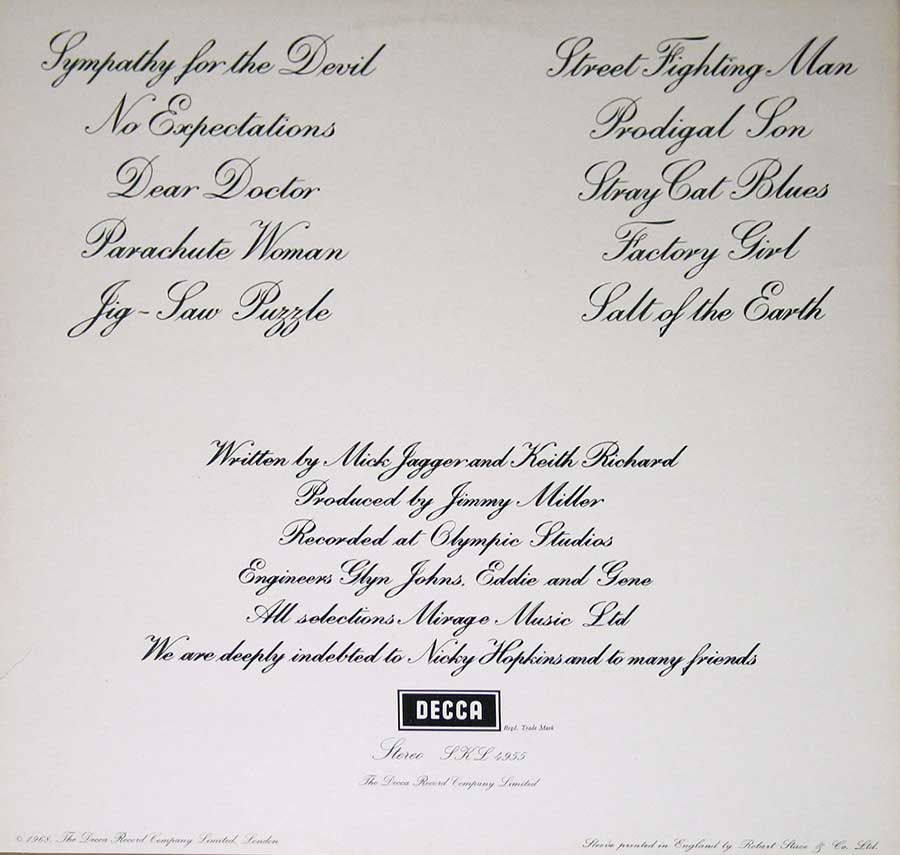 Sympathy for the Devil
No Expectations
Dear Doctor
Parachute Woman
Jig-Saw Puzzle
Street Fighting Man
Prodigal Son
Stray Cat Blues
Factory Girl
Salt of the Earth
Written by Mick Jagger and Keith Richard
Produced by Jimmy Miller
Recorded at Olympic Studios
Engineers Glyn Johns, Eddie and Gene
All selections Mirage Music Ltd
We are deeply indebted to Nicky Hopkins and to many friends
DECCA
Regd. Trade Mark
Stereo SKL 4955
The Decca Record Company Limited
© 1968, The Decca Record Company Limited, London
Sleeve printed in England by Robert Stace & Co. Ltd.